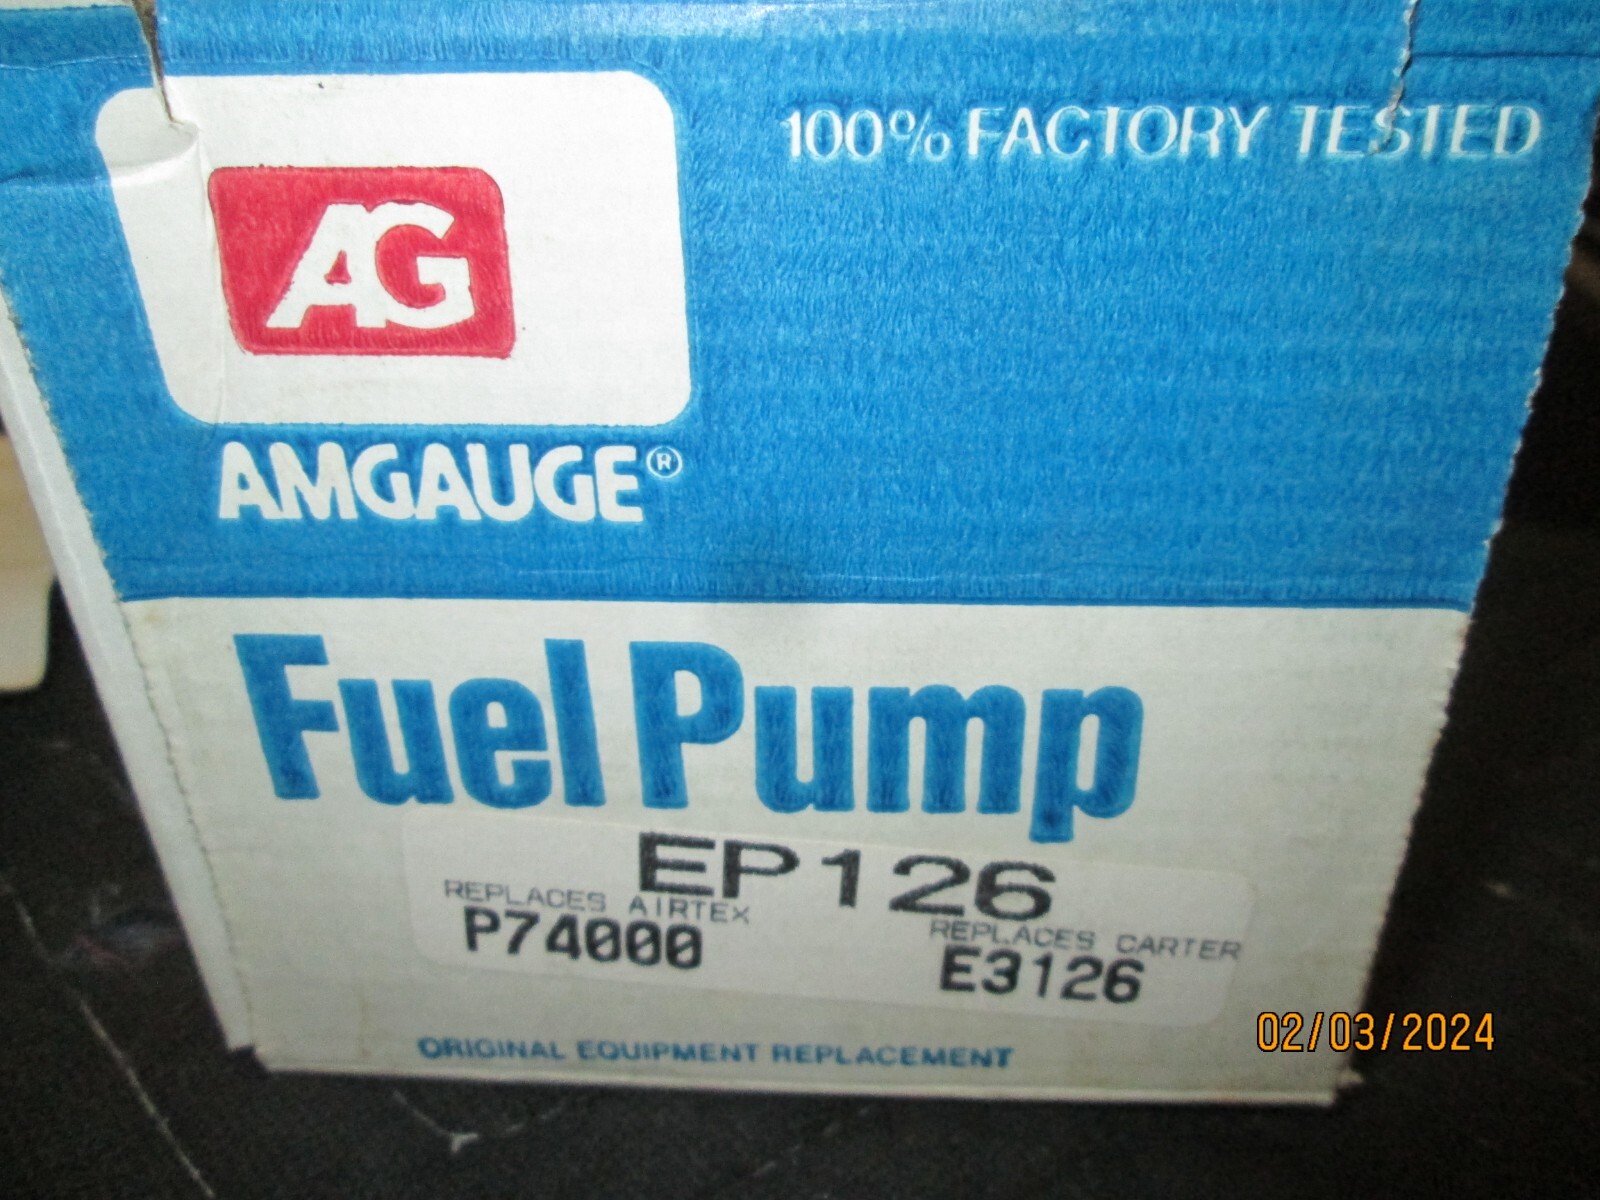 100% FACTORY TESTED
AG
AMGAUGE®
Fuel Pump
EP126
REPLACES AIRTEX
P74000
REPLACES CARTER
E3126
ORIGINAL EQUIPMENT REPLACEMENT
02/03/2024